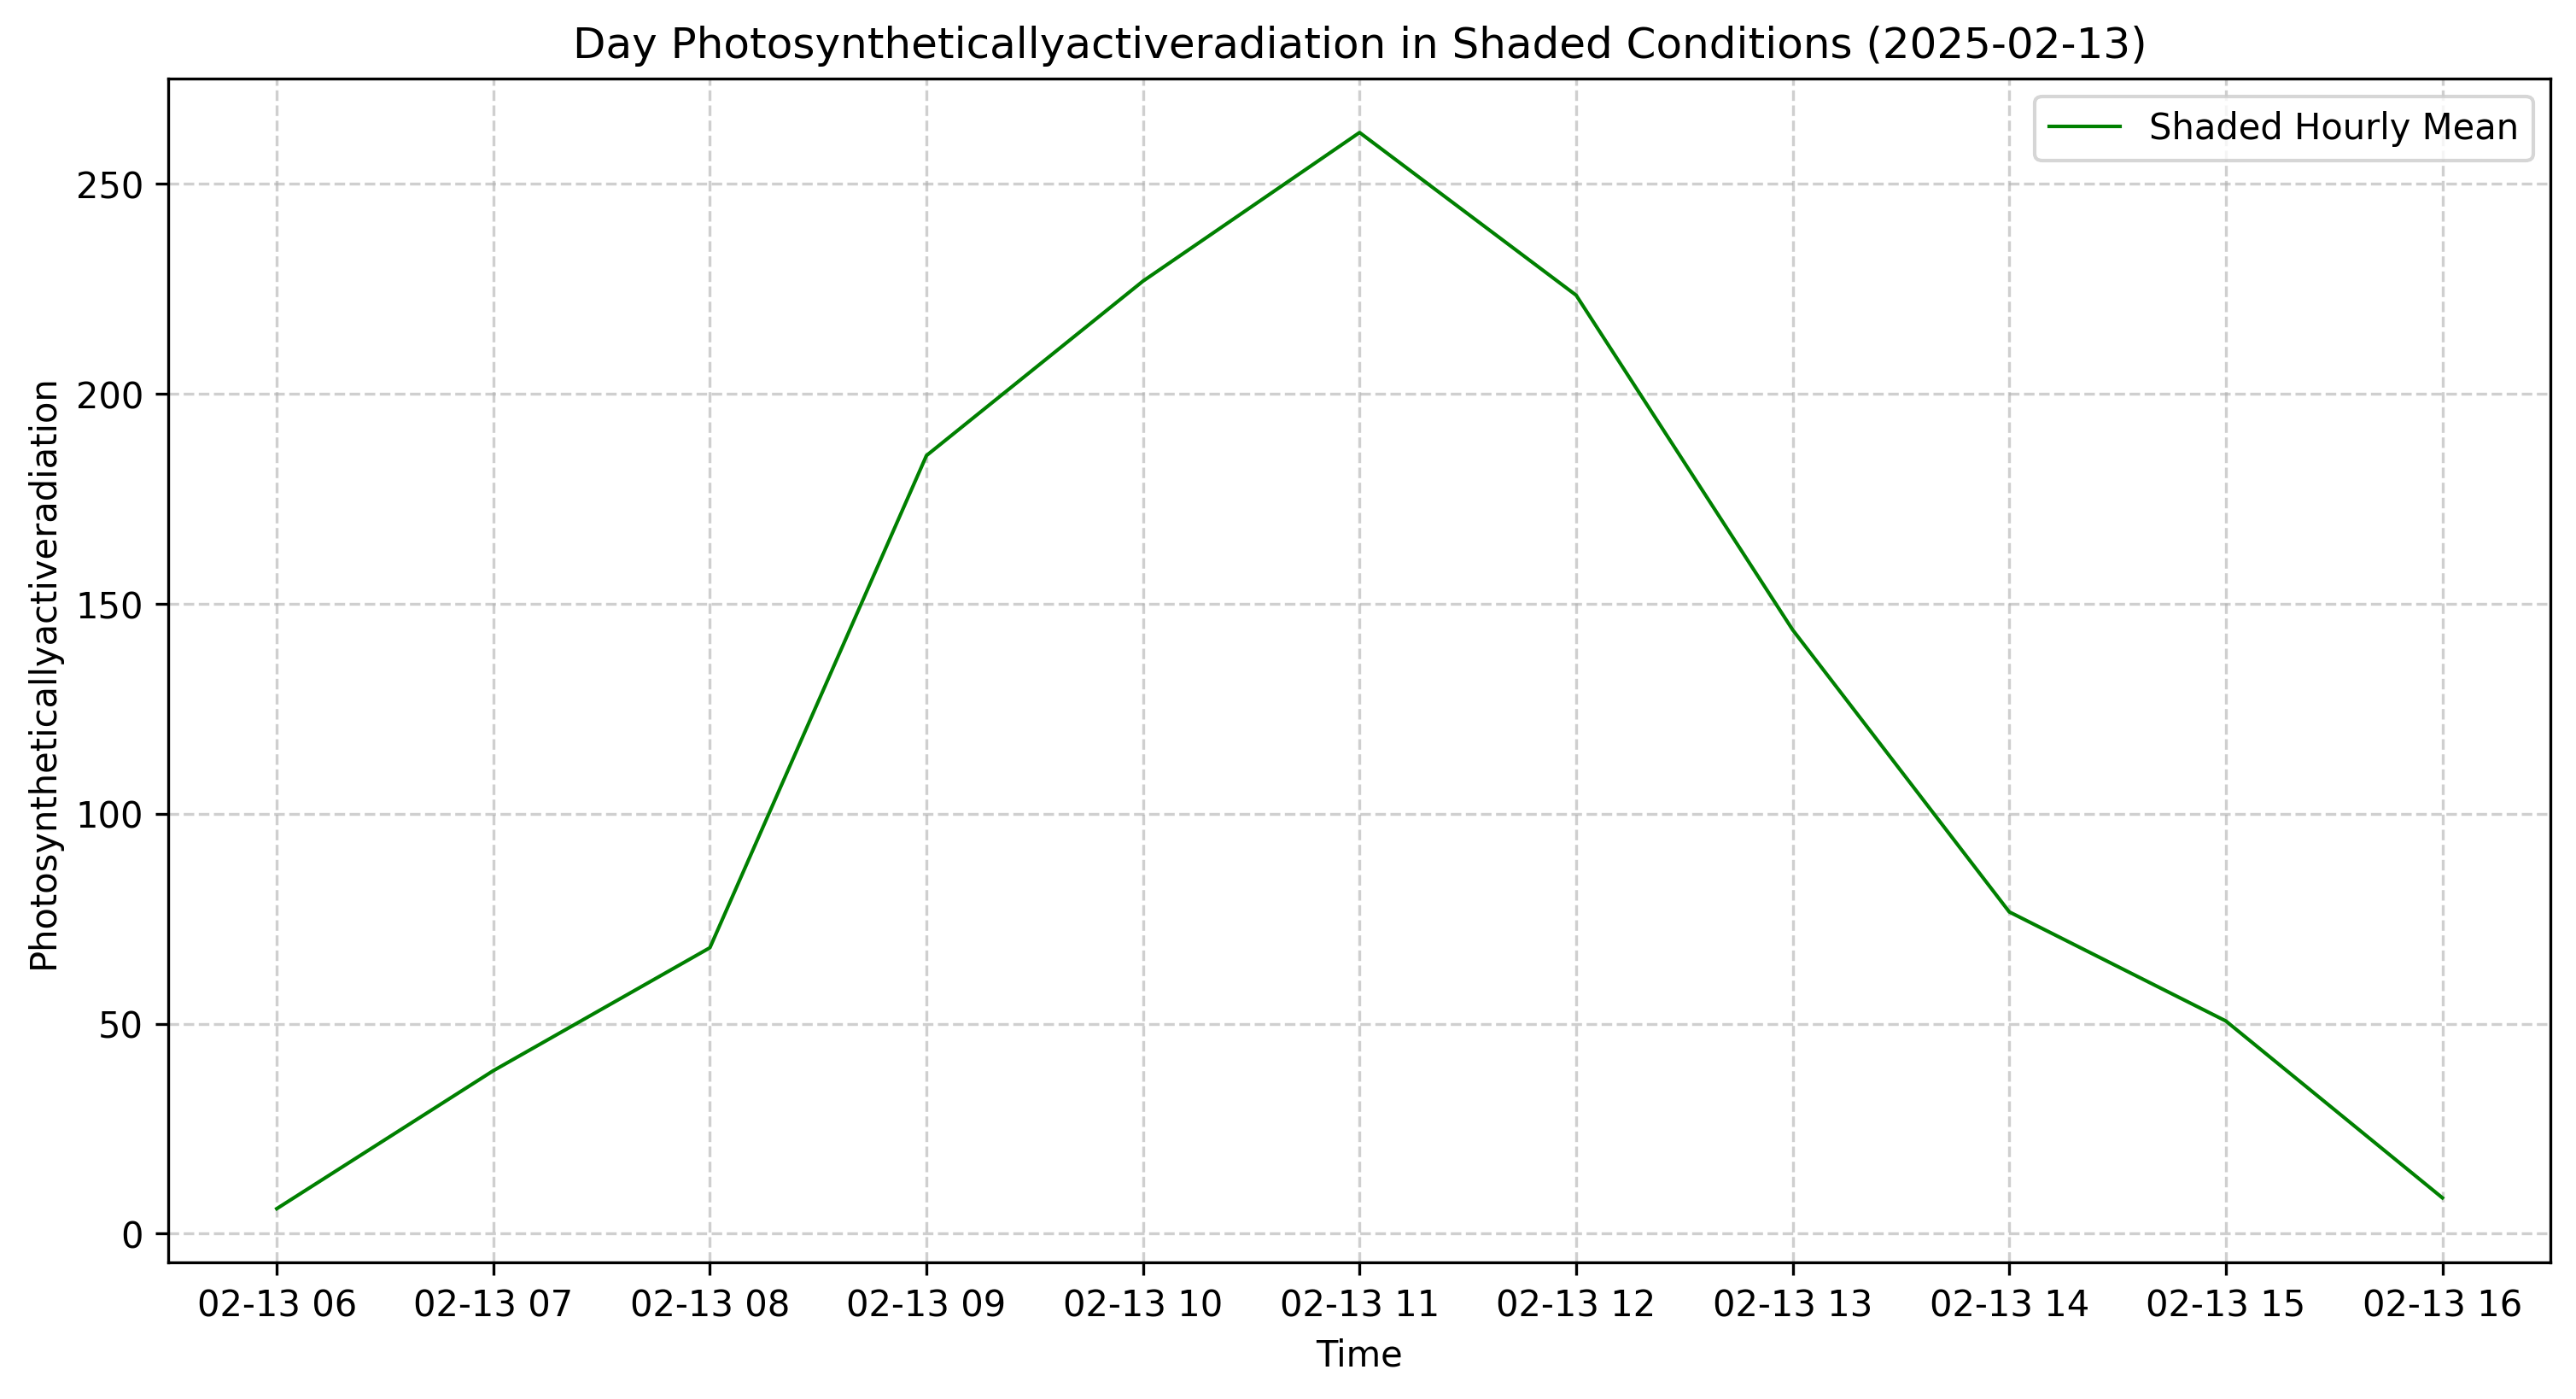 Day Photosyntheticallyactiveradiation in Shaded Conditions (2025-02-13)
Shaded Hourly Mean
Photosyntheticallyactiveradiation
250
200
150
100
50
0
02-13 06 02-13 07 02-13 08 02-13 09 02-13 10 02-13 11 02-13 12 02-13 13 02-13 14 02-13 15 02-13 16
Time